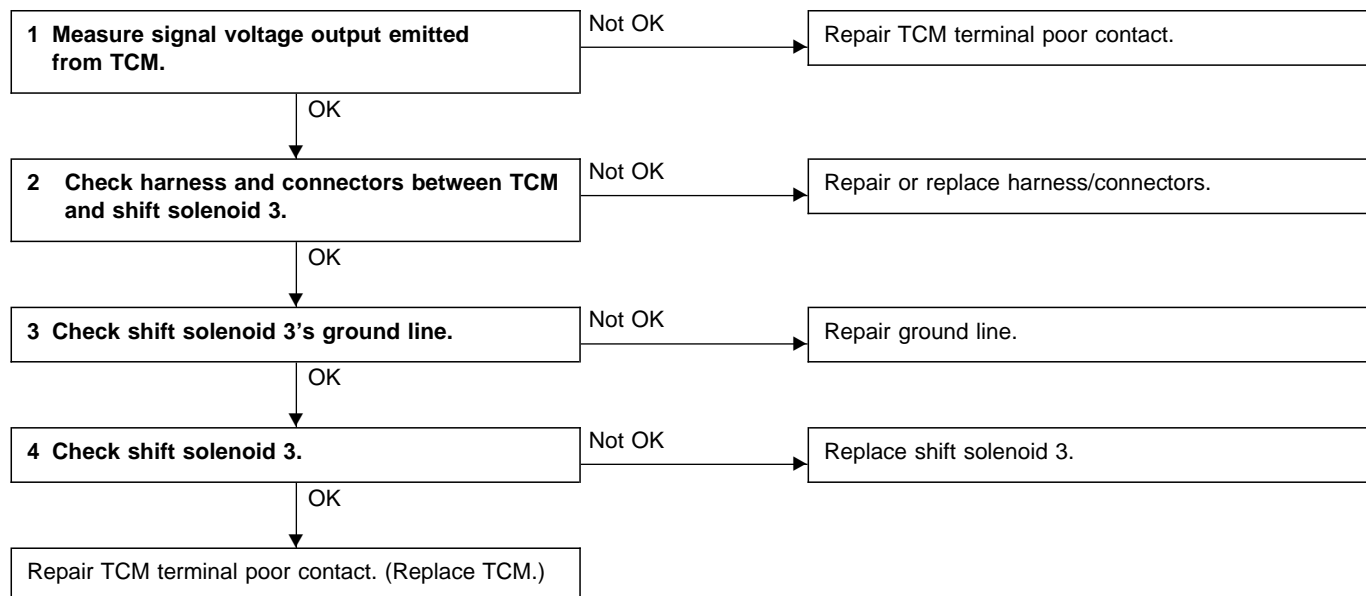 1 Measure signal voltage output emitted
from TCM.
Not OK
Repair TCM terminal poor contact.
OK
2 Check harness and connectors between TCM
and shift solenoid 3.
Not OK
Repair or replace harness/connectors.
OK
3 Check shift solenoid 3’s ground line.
Not OK
Repair ground line.
OK
4 Check shift solenoid 3.
Not OK
Replace shift solenoid 3.
OK
Repair TCM terminal poor contact. (Replace TCM.)